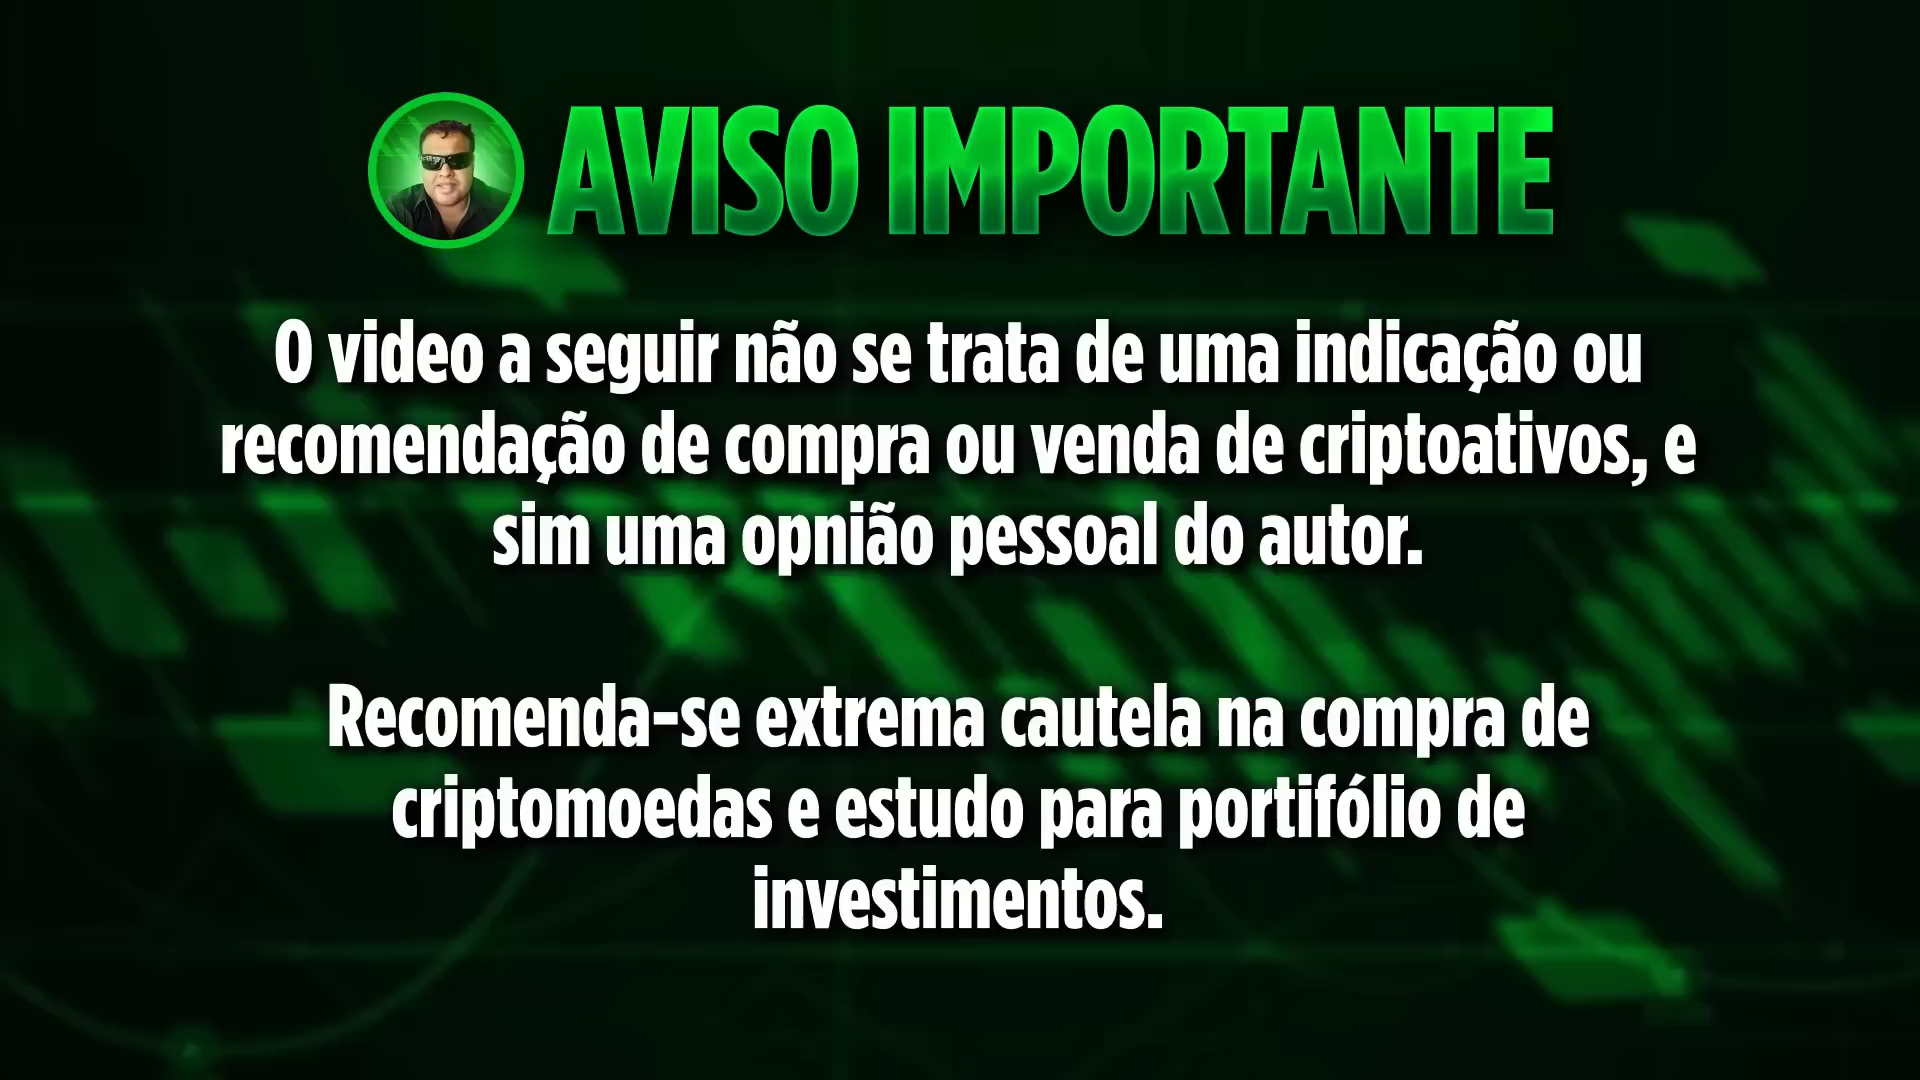 AVISO IMPORTANTE
O video a seguir não se trata de uma indicação ou
recomendação de compra ou venda de criptoativos, e
sim uma opnião pessoal do autor.
Recomenda-se extrema cautela na compra de
criptomoedas e estudo para portifólio de
investimentos.